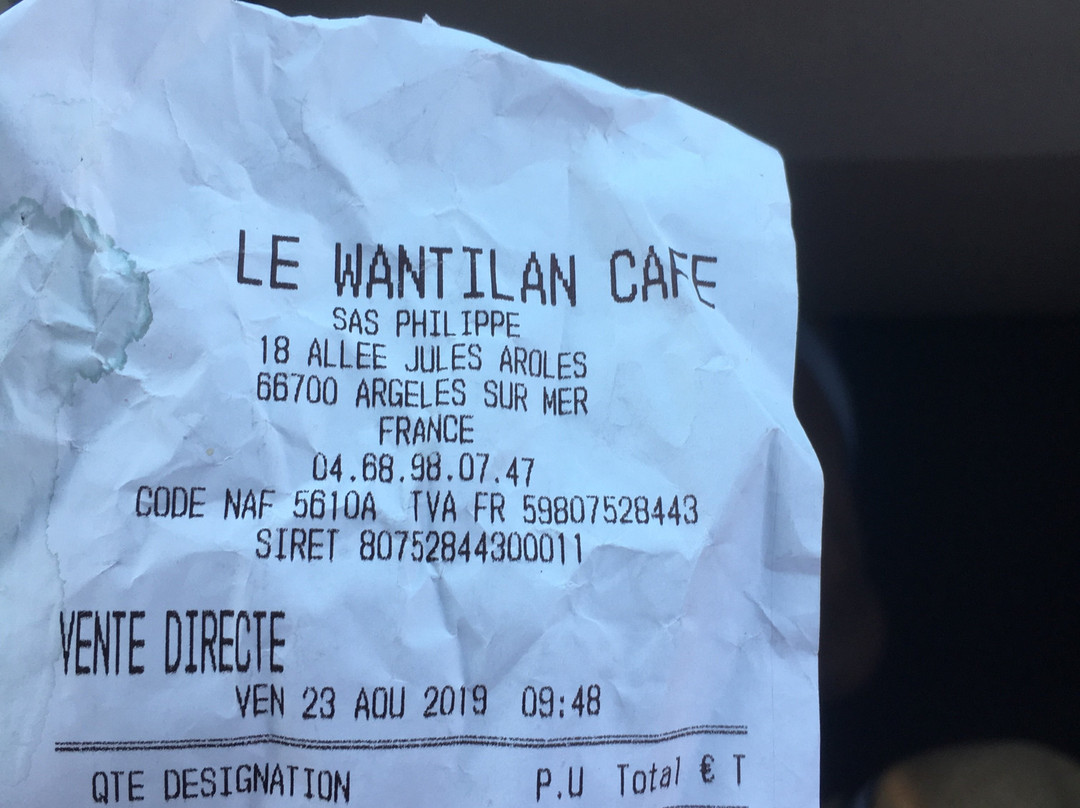 LE WANTILAN CAFE
SAS PHILIPPE
18 ALLEE JULES AROLES
66700 ARGELES SUR MER
FRANCE
04.68.98.07.47
CODE NAF 5610A TVA FR 59807528443
SIRET 80752844300011
VENTE DIRECTE
VEN 23 AOU 2019 09:48
QTE DESIGNATION P.U Total € T